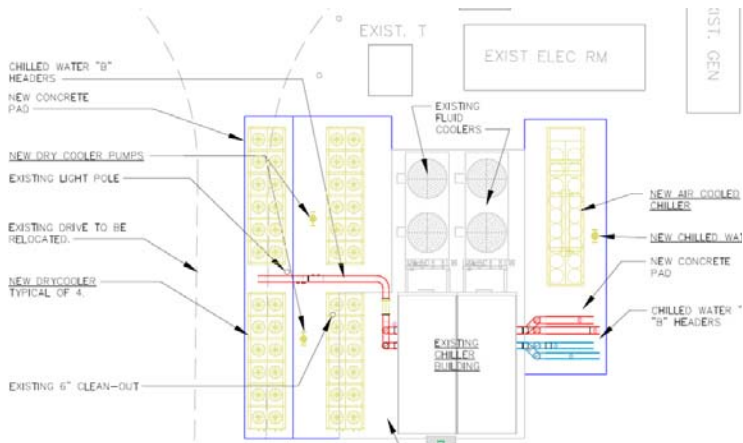 EXIST. T
EXIST ELEC RM
EXIST. GEN
CHILLED WATER "B"
HEADERS
NEW CONCRETE
PAD
NEW DRY COOLER PUMPS
EXISTING LIGHT POLE
EXISTING DRIVE TO BE
RELOCATED.
NEW DRYCOOLER
TYPICAL OF 4.
EXISTING 6" CLEAN-OUT
EXISTING
FLUID
COOLERS
EXISTING
CHILLER
BUILDING
NEW AIR COOLED
CHILLER
NEW CHILLED WAT
NEW CONCRETE
PAD
CHILLED WATER "
"B" HEADERS